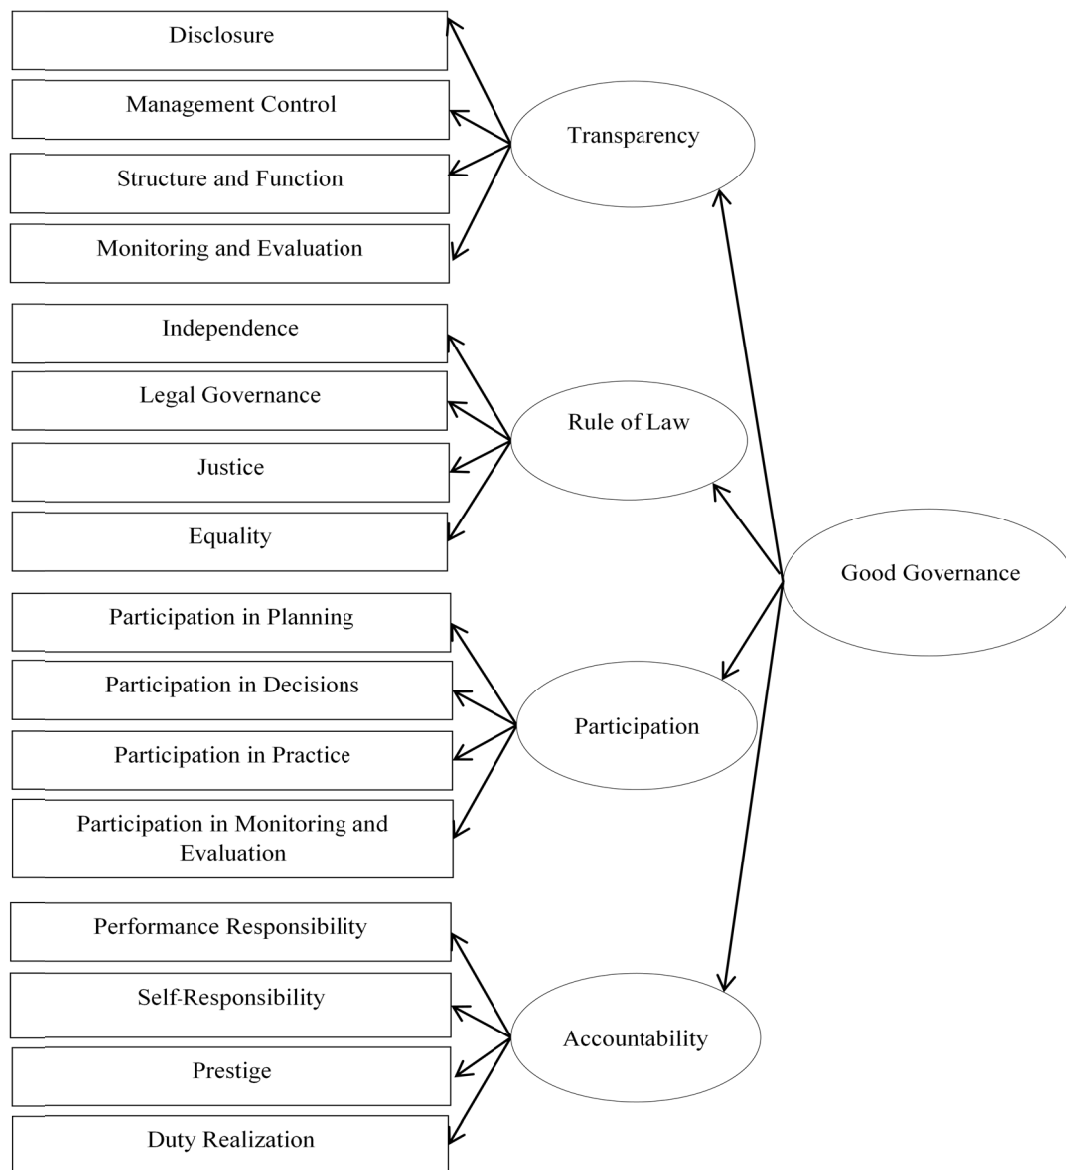 Disclosure
Management Control
Structure and Function
Monitoring and Evaluation
Transparency
Independence
Legal Governance
Justice
Equality
Rule of Law
Good Governance
Participation in Planning
Participation in Decisions
Participation in Practice
Participation in Monitoring and
Evaluation
Participation
Performance Responsibility
Self-Responsibility
Prestige
Duty Realization
Accountability